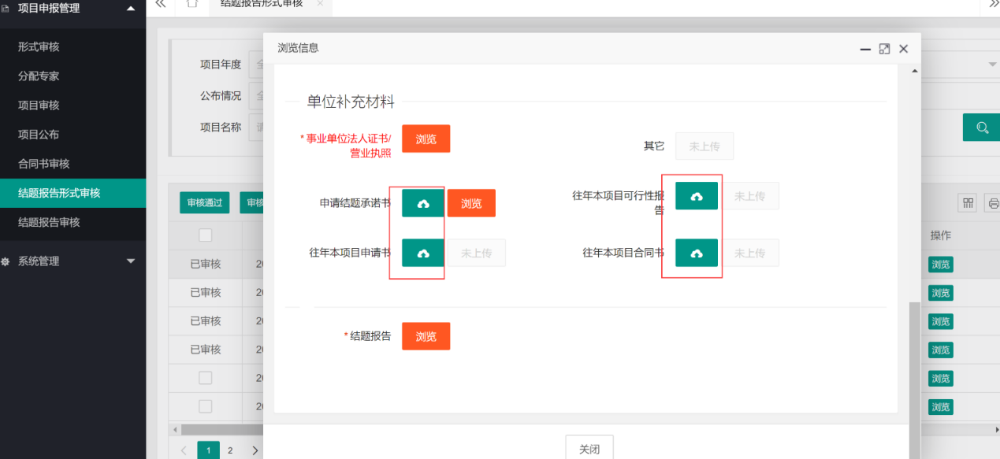 项目申报管理
结题报告形式审核
形式审核
分配专家
项目审核
项目公布
合同书审核
结题报告形式审核
结题报告审核
系统管理
项目年度
公布情况
项目名称
浏览信息
单位补充材料
*事业单位法人证书/
营业执照
浏览
其它
未上传
申请结题承诺书
浏览
往年本项目可行性报
告
未上传
往年本项目申请书
未上传
往年本项目合同书
未上传
*结题报告
浏览
关闭
审核通过
审核
操作
已审核
浏览
已审核
浏览
已审核
浏览
已审核
浏览
浏览
浏览
1
2